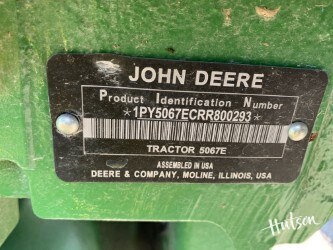 JOHN DEERE
Product Identification Number
*1PY5067ECRR800293*
TRACTOR 5067E
ASSEMBLED IN USA
DEERE & COMPANY, MOLINE, ILLINOIS, USA
Hutson